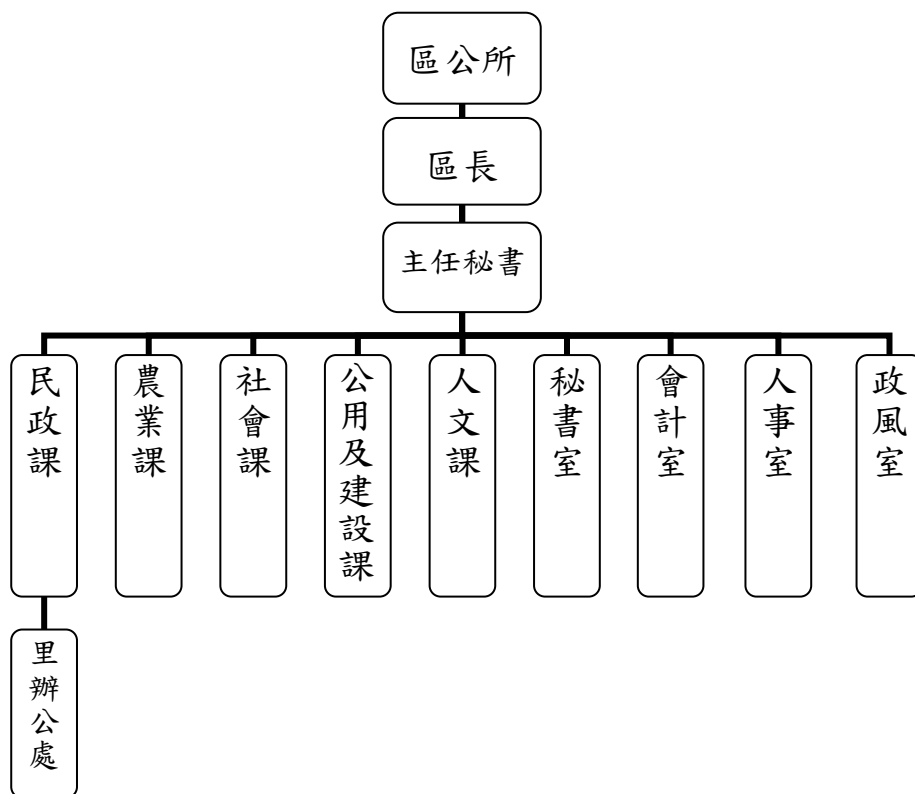 區公所
區長
主任秘書
民政課
農業課
社會課
公用及建設課
人文課
秘書室
會計室
人事室
政風室
里辦公處